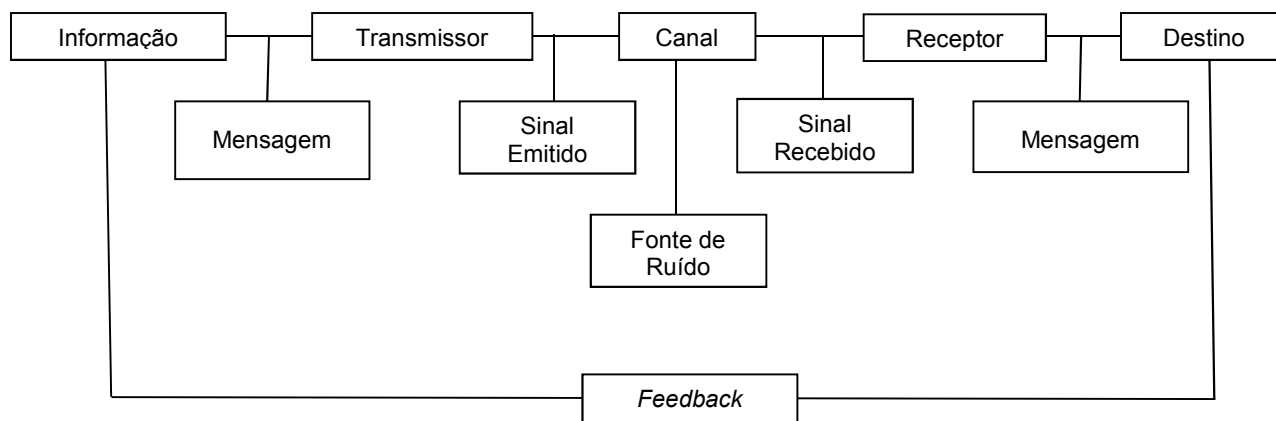 Informação
Transmissor
Canal
Receptor
Destino
Mensagem
Sinal
Emitido
Sinal
Recebido
Mensagem
Fonte de
Ruído
Feedback